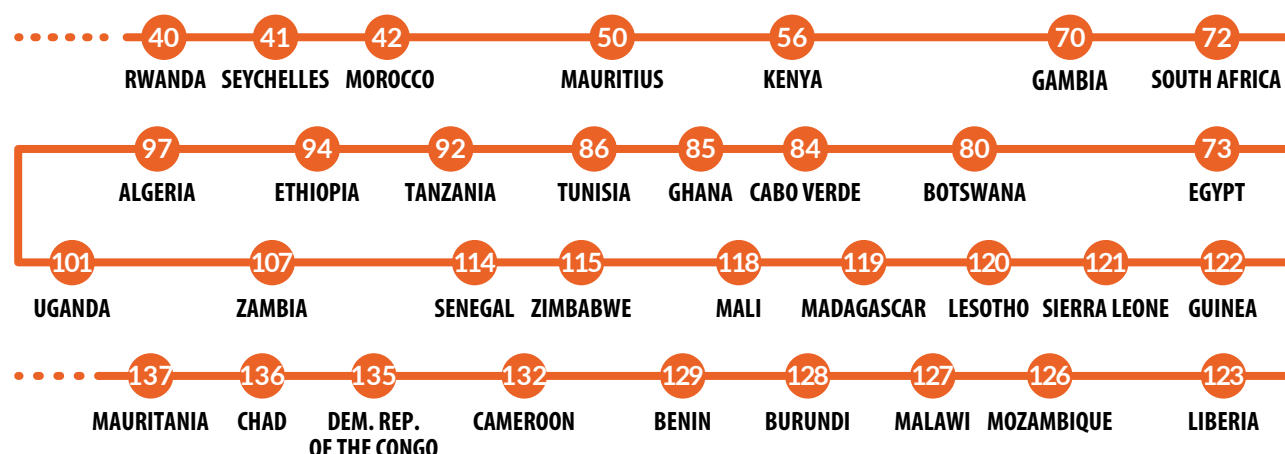 40 41 42 50 56 70 72
RWANDA SEYCHELLES MOROCCO MAURITIUS KENYA GAMBIA SOUTH AFRICA
97 94 92 86 85 84 80 73
ALGERIA ETHIOPIA TANZANIA TUNISIA GHANA CABO VERDE BOTSWANA EGYPT
101 107 114 115 118 119 120 121 122
UGANDA ZAMBIA SENEGAL ZIMBABWE MALI MADAGASCAR LESOTHO SIERRA LEONE GUINEA
137 136 135 132 129 128 127 126 123
MAURITANIA CHAD DEM. REP. CAMEROON BENIN BURUNDI MALAWI MOZAMBIQUE LIBERIA
OF THE CONGO